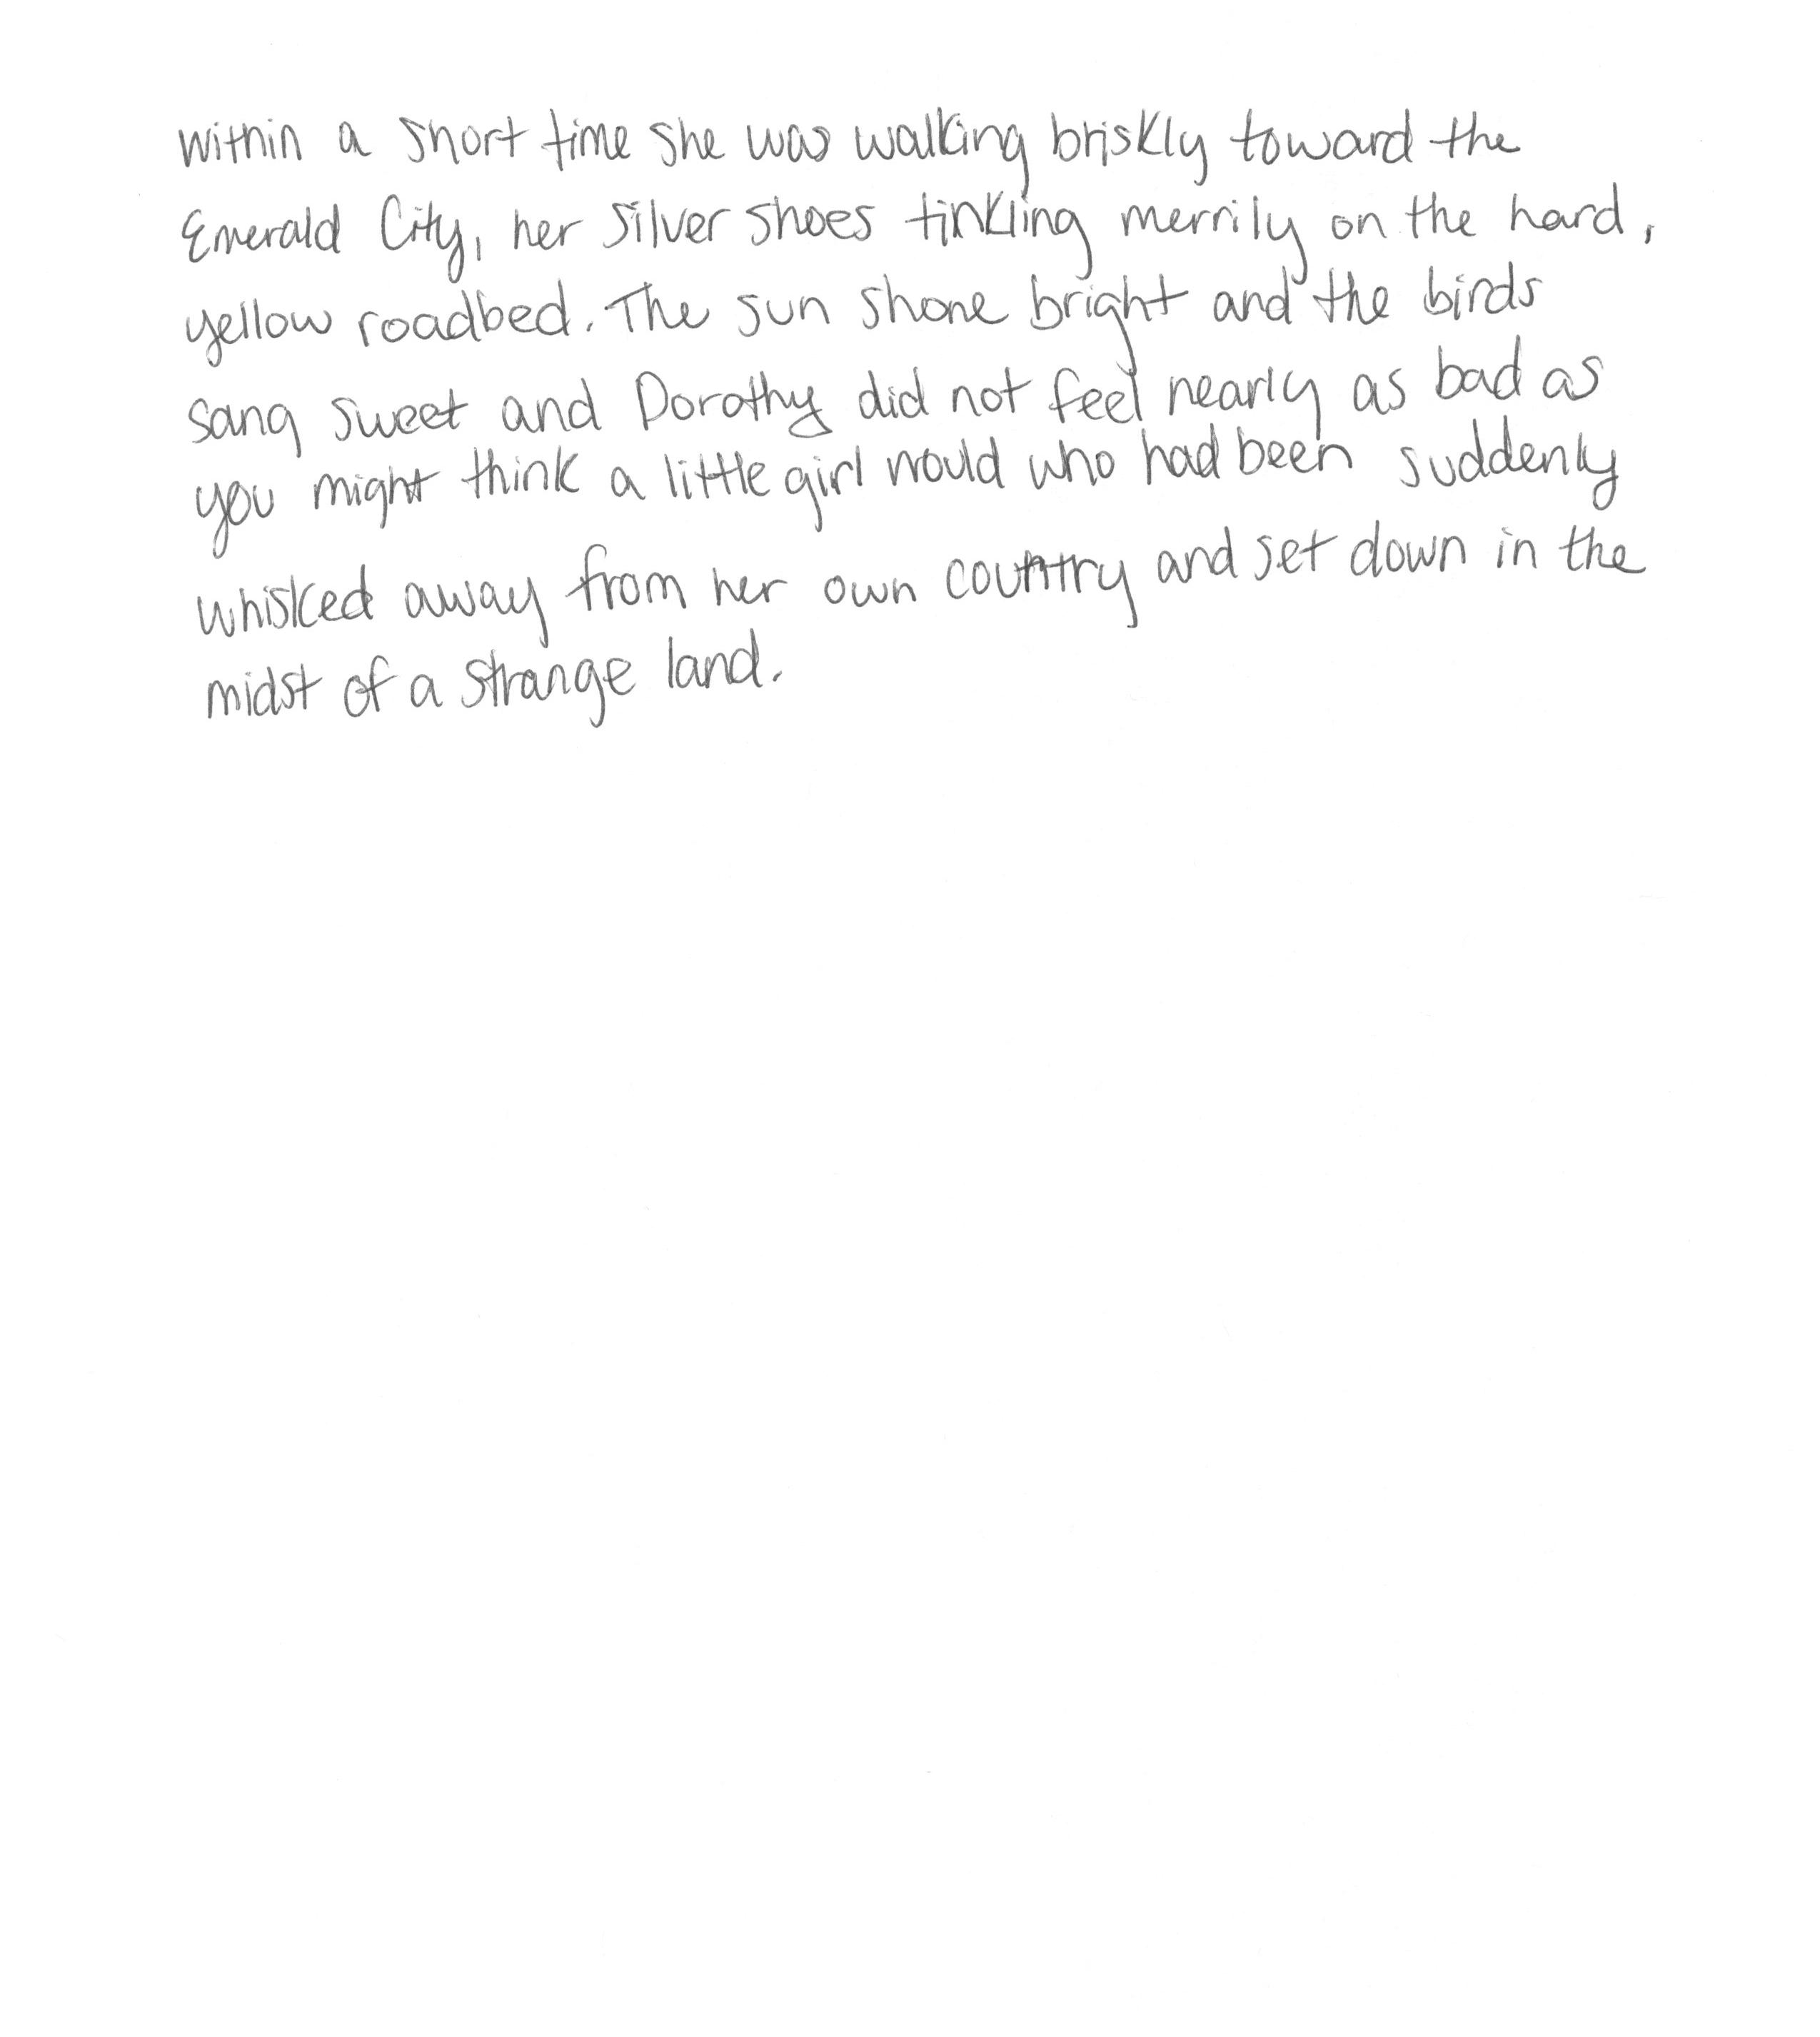 within a short time she was walking briskly toward the
Emerald City, her silver shoes tinkling merrily on the hard,
yellow roadbed. The sun shone bright and the birds
sang sweet and Dorothy did not feel nearly as bad as
you might think a little girl would who had been suddenly
whisked away from her own country and set down in the
midst of a strange land.